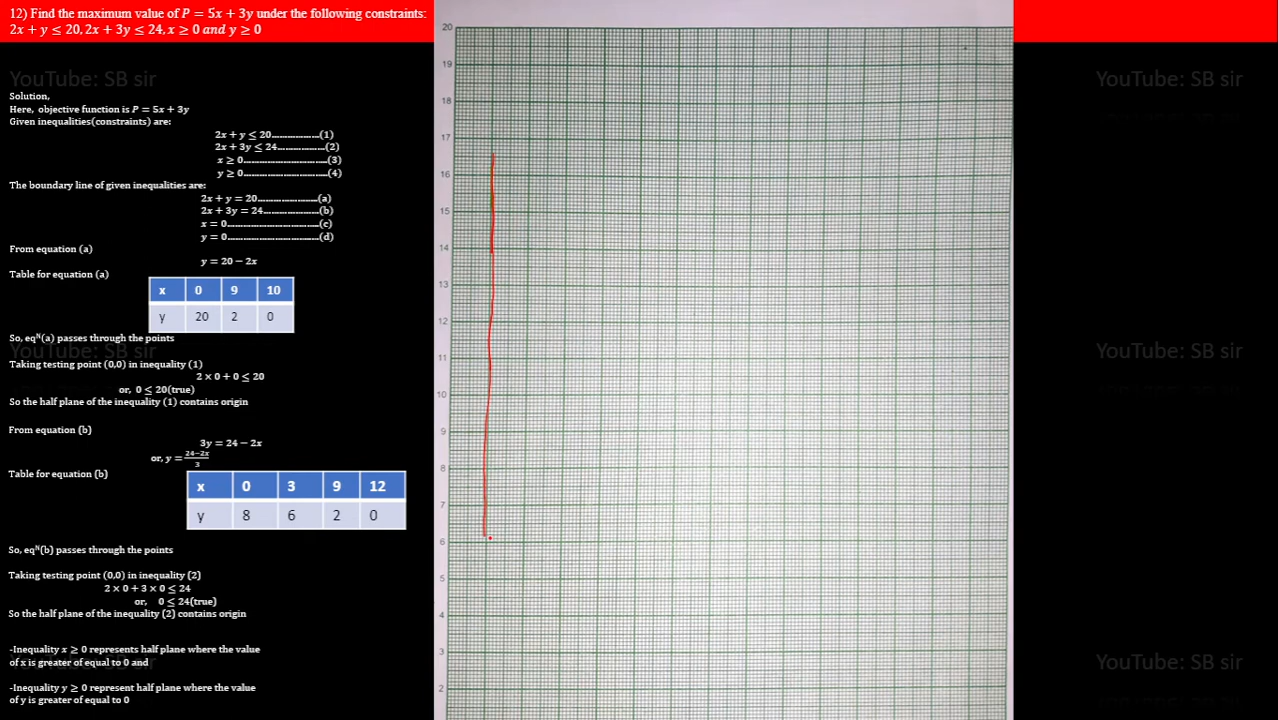 12) Find the maximum value of P = 5x + 3y under the following constraints:
2x + y ≤ 20, 2x + 3y ≤ 24, x ≥ 0 and y ≥ 0
YouTube: SB sir
YouTube: SB sir
Solution,
Here, objective function is P = 5x + 3y
Given inequalities(constraints) are:
2x + y ≤ 20..................(1)
2x + 3y ≤ 24..................(2)
x ≥ 0................................(3)
y ≥ 0................................(4)
The boundary line of given inequalities are:
2x + y = 20......................(a)
2x + 3y = 24.....................(b)
x = 0...................................(c)
y = 0...................................(d)
From equation (a)
y = 20 − 2x
Table for equation (a)
x 0 9 10
y 20 2 0
So, eqᴺ(a) passes through the points
YouTube: SB sir
YouTube: SB sir
Taking testing point (0,0) in inequality (1)
2 × 0 + 0 ≤ 20
or, 0 ≤ 20(true)
So the half plane of the inequality (1) contains origin
From equation (b)
3y = 24 − 2x
or, y = 24−2x/3
Table for equation (b)
x 0 3 9 12
y 8 6 2 0
So, eqᴺ(b) passes through the points
Taking testing point (0,0) in inequality (2)
2 × 0 + 3 × 0 ≤ 24
or, 0 ≤ 24(true)
So the half plane of the inequality (2) contains origin
-Inequality x ≥ 0 represents half plane where the value
of x is greater of equal to 0 and
YouTube: SB sir
-Inequality y ≥ 0 represent half plane where the value
of y is greater of equal to 0
20
19
18
17
16
15
14
13
12
11
10
9
8
7
6
5
4
3
2